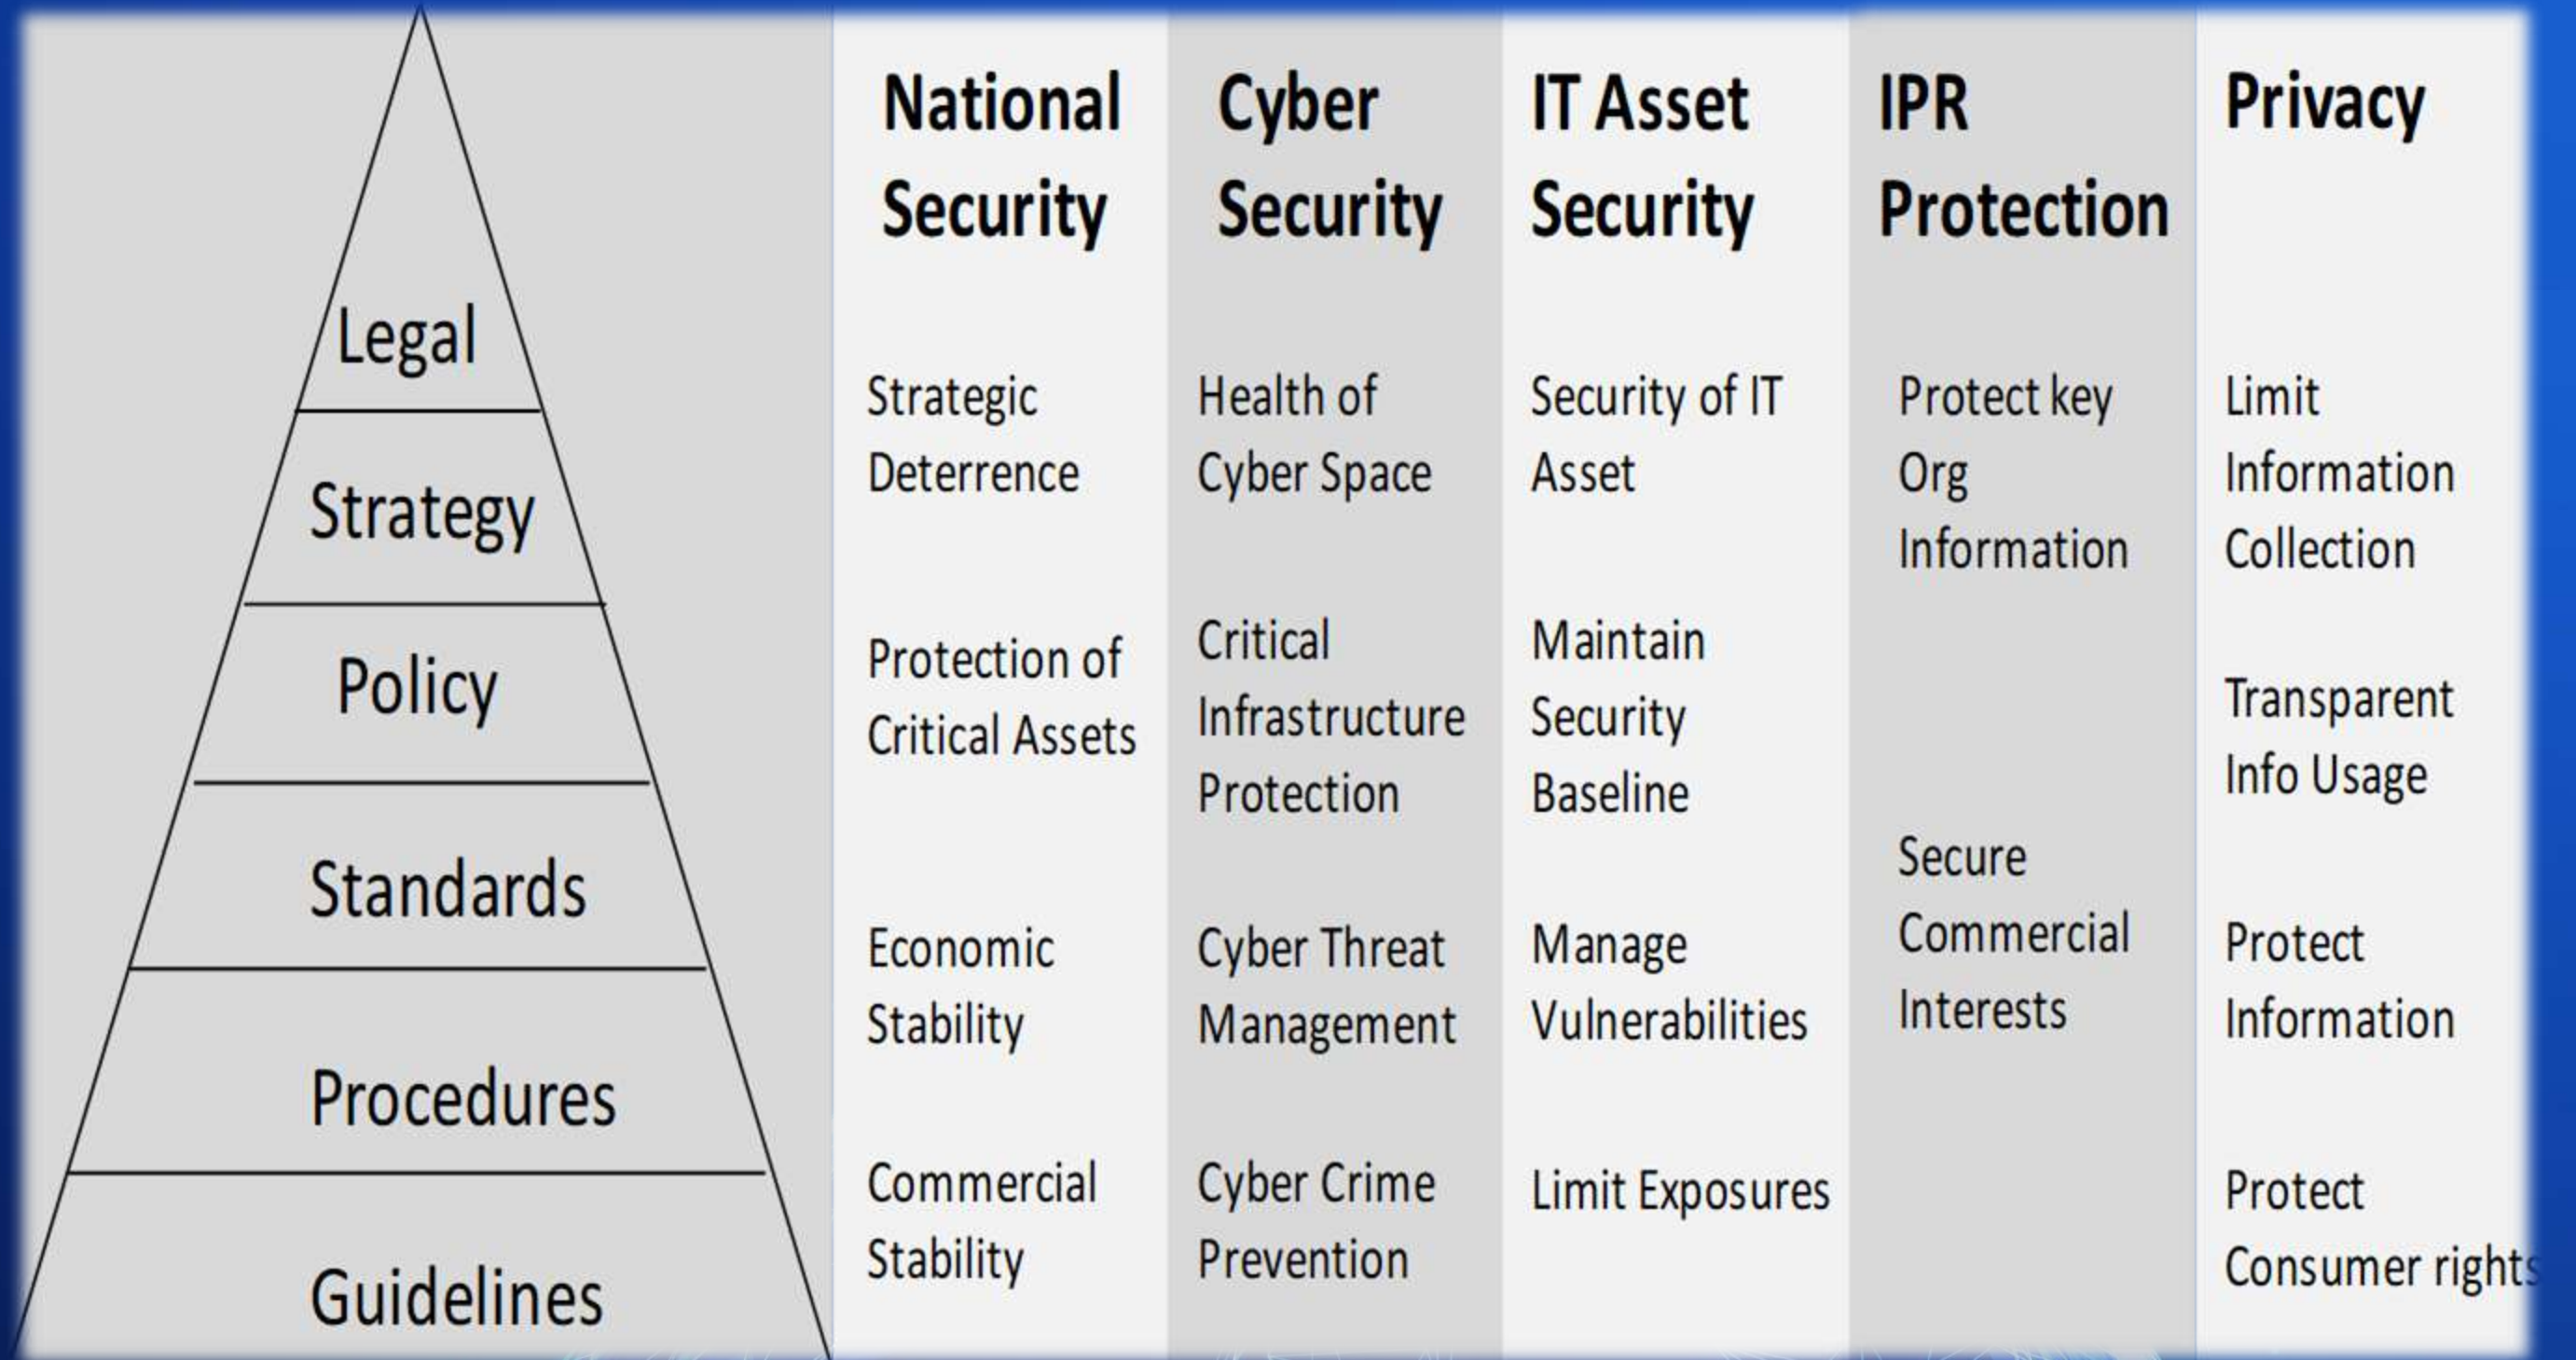 Legal
Strategy
Policy
Standards
Procedures
Guidelines
National
Security
Strategic
Deterrence
Protection of
Critical Assets
Economic
Stability
Commercial
Stability
Cyber
Security
Health of
Cyber Space
Critical
Infrastructure
Protection
Cyber Threat
Management
Cyber Crime
Prevention
IT Asset
Security
Security of IT
Asset
Maintain
Security
Baseline
Manage
Vulnerabilities
Limit Exposures
IPR
Protection
Protect key
Org
Information
Secure
Commercial
Interests
Privacy
Limit
Information
Collection
Transparent
Info Usage
Protect
Information
Protect
Consumer rights